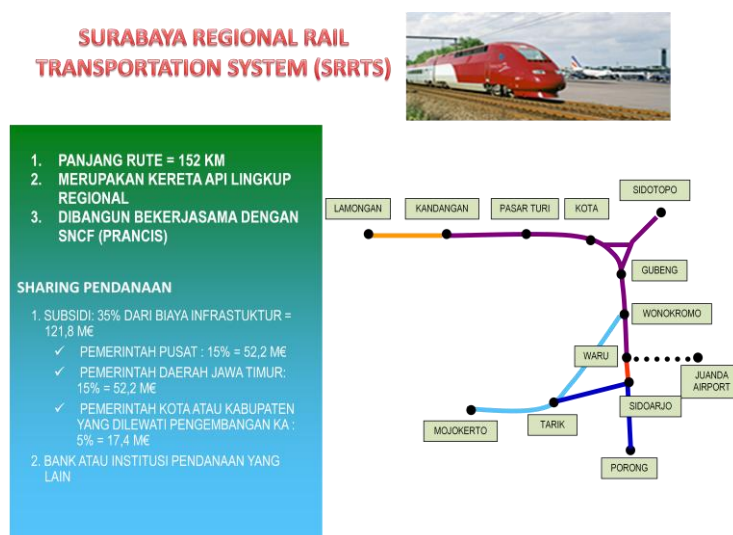 SURABAYA REGIONAL RAIL
TRANSPORTATION SYSTEM (SRRTS)
1. PANJANG RUTE = 152 KM
2. MERUPAKAN KERETA API LINGKUP
REGIONAL
3. DIBANGUN BEKERJASAMA DENGAN
SNCF (PRANCIS)
SHARING PENDANAAN
1. SUBSIDI: 35% DARI BIAYA INFRASTUKTUR =
121,8 M€
✓ PEMERINTAH PUSAT : 15% = 52,2 M€
✓ PEMERINTAH DAERAH JAWA TIMUR:
15% = 52,2 M€
✓ PEMERINTAH KOTA ATAU KABUPATEN
YANG DILEWATI PENGEMBANGAN KA :
5% = 17,4 M€
2. BANK ATAU INSTITUSI PENDANAAN YANG
LAIN
SIDOTOPO
LAMONGAN
KANDANGAN
PASAR TURI
KOTA
GUBENG
WONOKROMO
WARU
JUANDA
AIRPORT
SIDOARJO
TARIK
MOJOKERTO
PORONG